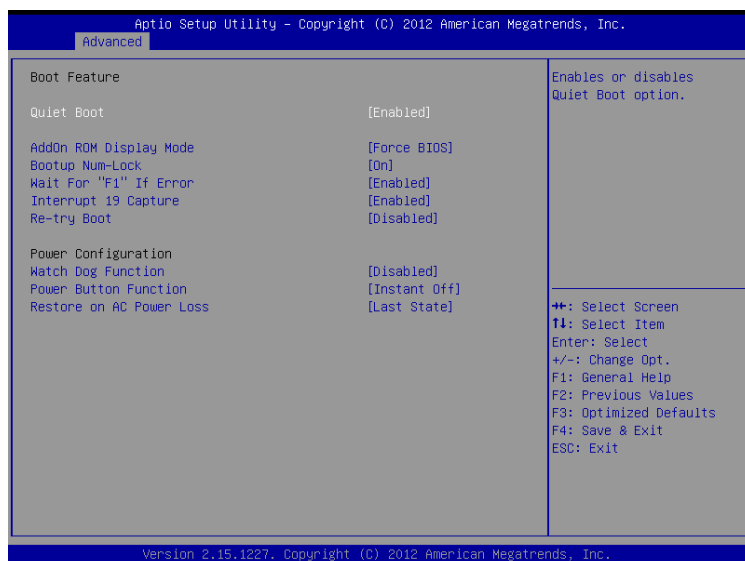 Aptio Setup Utility – Copyright (C) 2012 American Megatrends, Inc.
Advanced
Boot Feature
Quiet Boot [Enabled]
AddOn ROM Display Mode [Force BIOS]
Bootup Num-Lock [On]
Wait For "F1" If Error [Enabled]
Interrupt 19 Capture [Enabled]
Re-try Boot [Disabled]
Power Configuration
Watch Dog Function [Disabled]
Power Button Function [Instant Off]
Restore on AC Power Loss [Last State]
Enables or disables
Quiet Boot option.
→←: Select Screen
↑↓: Select Item
Enter: Select
+/-: Change Opt.
F1: General Help
F2: Previous Values
F3: Optimized Defaults
F4: Save & Exit
ESC: Exit
Version 2.15.1227. Copyright (C) 2012 American Megatrends, Inc.